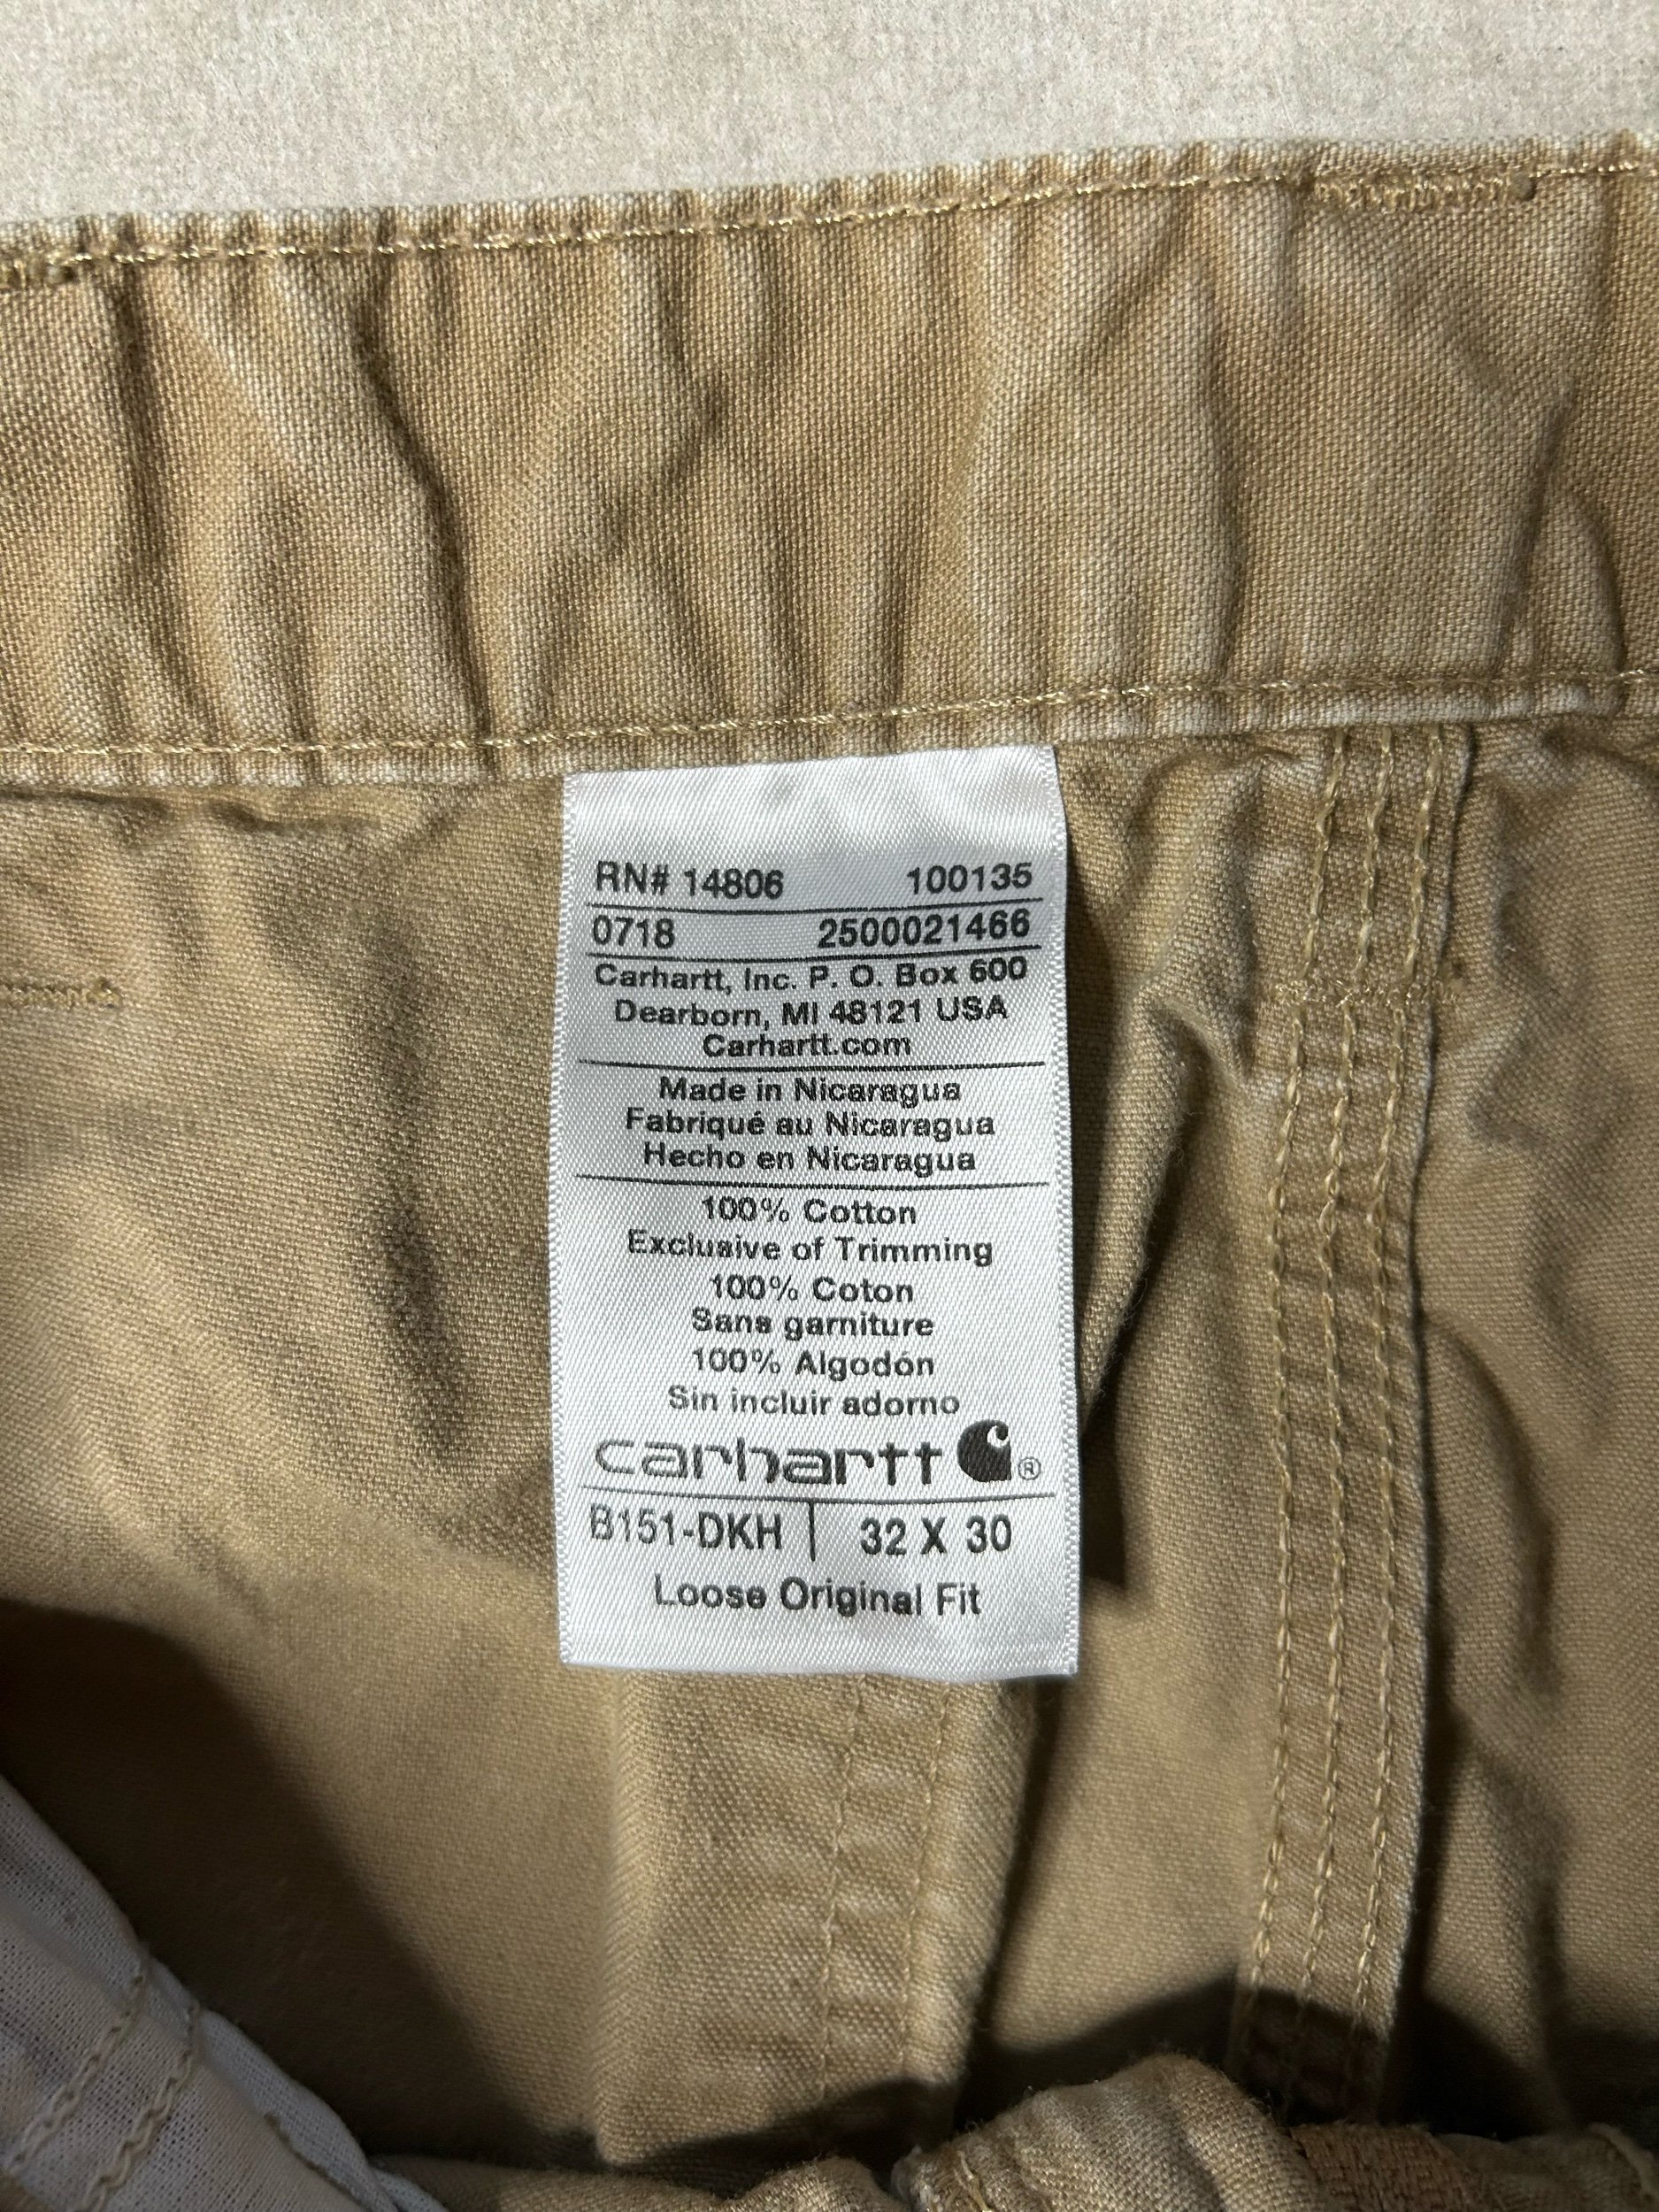 RN# 14806 100135
0718 2500021466
Carhartt, Inc. P. O. Box 600
Dearborn, MI 48121 USA
Carhartt.com
Made in Nicaragua
Fabriqué au Nicaragua
Hecho en Nicaragua
100% Cotton
Exclusive of Trimming
100% Coton
Sans garniture
100% Algodón
Sin incluir adorno
carhartt ®
B151-DKH | 32 X 30
Loose Original Fit